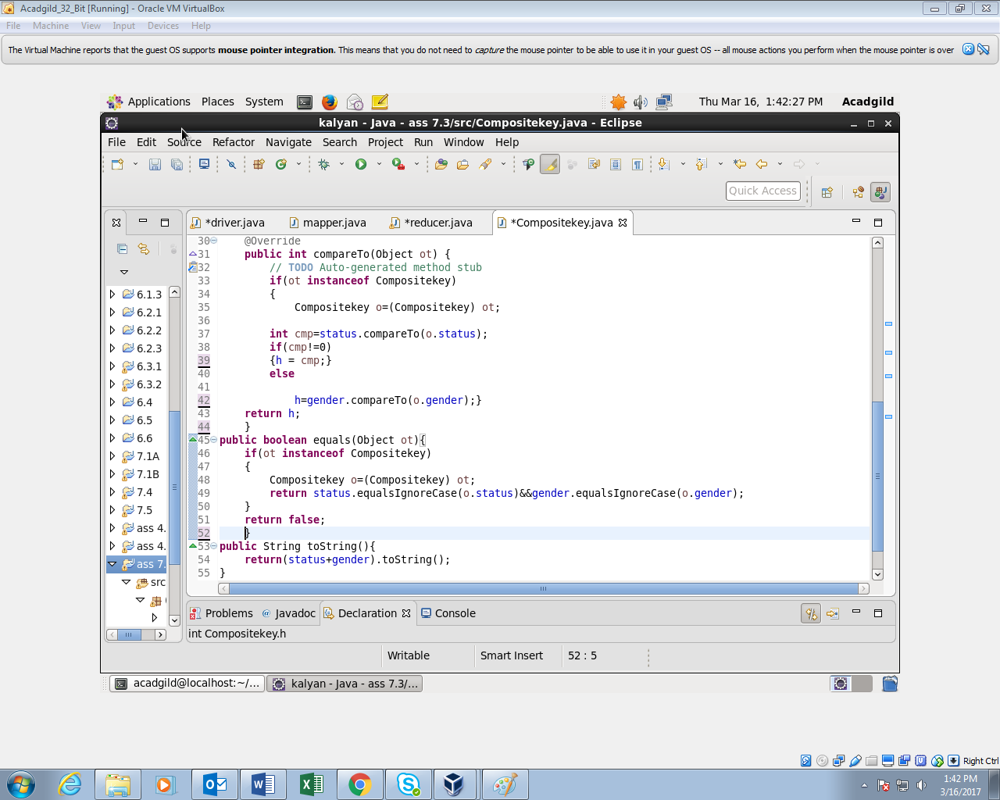 Acadgild_32_Bit [Running] - Oracle VM VirtualBox
File Machine View Input Devices Help
The Virtual Machine reports that the guest OS supports mouse pointer integration. This means that you do not need to capture the mouse pointer to be able to use it in your guest OS -- all mouse actions you perform when the mouse pointer is over
Applications Places System Thu Mar 16, 1:42:27 PM Acadgild
kalyan - Java - ass 7.3/src/Compositekey.java - Eclipse
File Edit Source Refactor Navigate Search Project Run Window Help
Quick Access
*driver.java mapper.java *reducer.java *Compositekey.java
30 @Override
31 public int compareTo(Object ot) {
32 // TODO Auto-generated method stub
33 if(ot instanceof Compositekey)
34 {
35 Compositekey o=(Compositekey) ot;
36
37 int cmp=status.compareTo(o.status);
38 if(cmp!=0)
39 {h = cmp;}
40 else
41
42 h=gender.compareTo(o.gender);}
43 return h;
44 }
45 public boolean equals(Object ot){
46 if(ot instanceof Compositekey)
47 {
48 Compositekey o=(Compositekey) ot;
49 return status.equalsIgnoreCase(o.status)&&gender.equalsIgnoreCase(o.gender);
50 }
51 return false;
52 }
53 public String toString(){
54 return(status+gender).toString();
55 }
6.1.3
6.2.1
6.2.2
6.2.3
6.3.1
6.3.2
6.4
6.5
6.6
7.1A
7.1B
7.4
7.5
ass 4.
ass 4.
ass 7.
src
Problems Javadoc Declaration Console
int Compositekey.h
Writable Smart Insert 52 : 5
acadgild@localhost:~/... kalyan - Java - ass 7.3/...
Right Ctrl
1:42 PM
3/16/2017